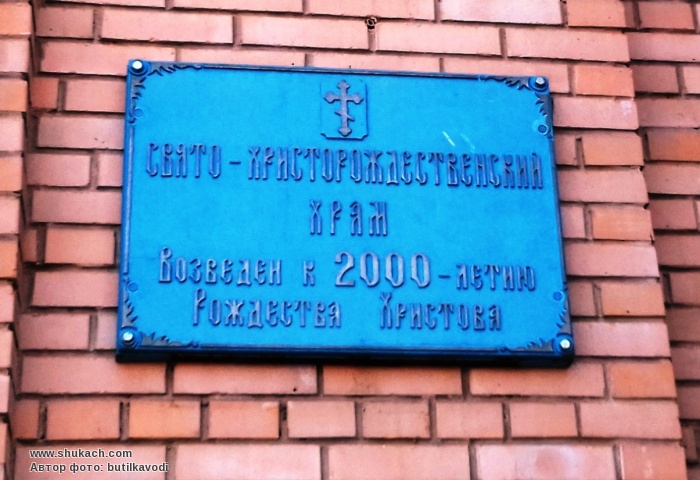 СВЯТО-ХРИСТОРОЖДЕСТВЕНСКИЙ
ХРАМ
Возведен к 2000-летию
Рождества Христова
www.shukach.com
Автор фото: butilkavodi